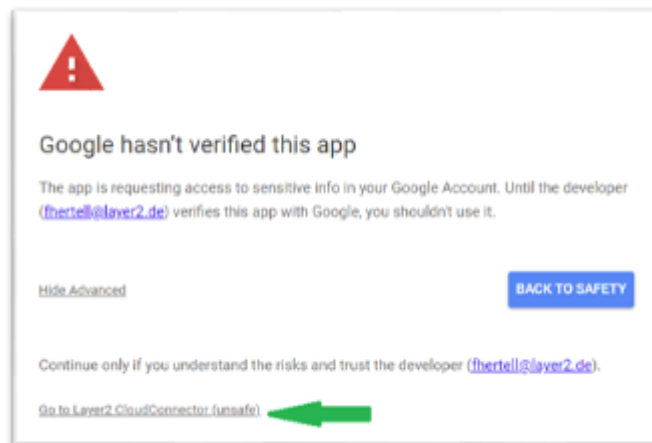 Google hasn't verified this app
The app is requesting access to sensitive info in your Google Account. Until the developer
(fhertell@layer2.de) verifies this app with Google, you shouldn't use it.
Hide Advanced
BACK TO SAFETY
Continue only if you understand the risks and trust the developer (fhertell@layer2.de).
Go to Layer2 CloudConnector (unsafe)